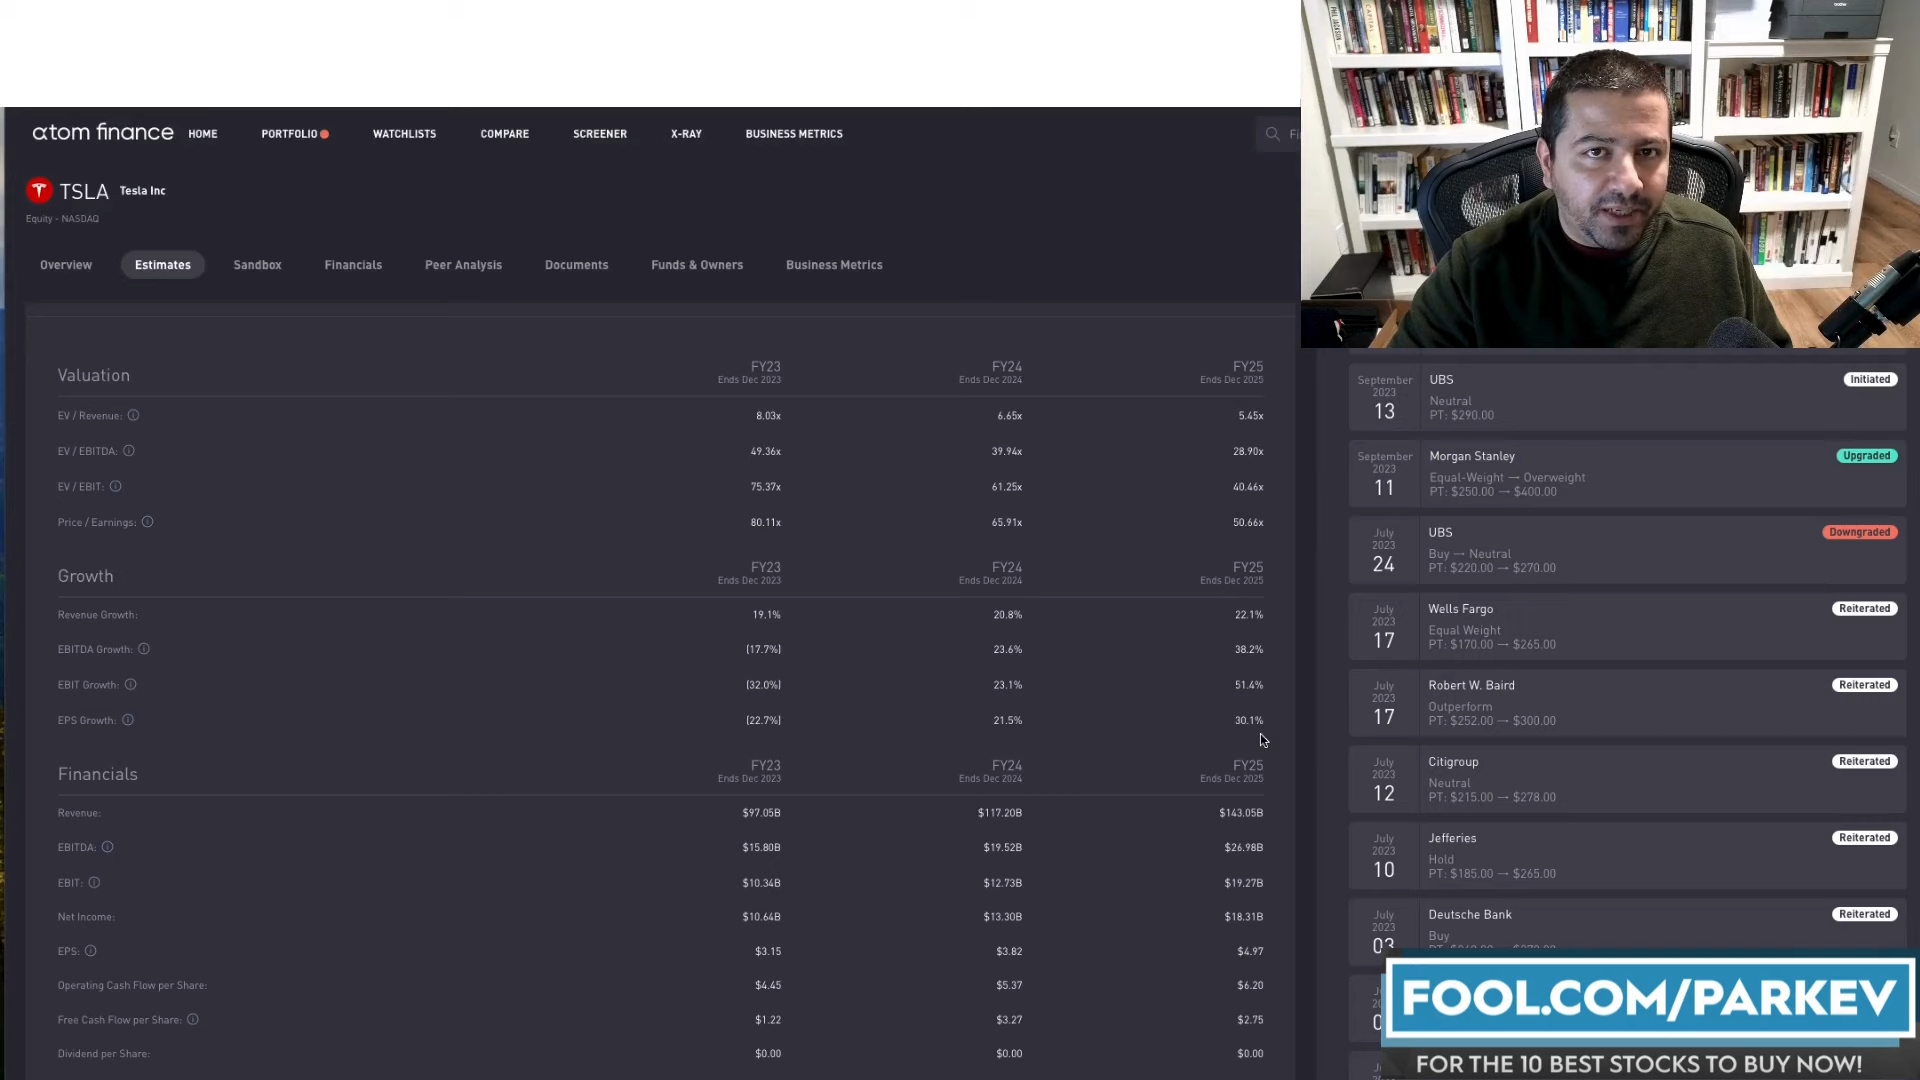 atom finance HOME PORTFOLIO WATCHLISTS COMPARE SCREENER X-RAY BUSINESS METRICS
TSLA Tesla Inc
Equity - NASDAQ
Overview Estimates Sandbox Financials Peer Analysis Documents Funds & Owners Business Metrics
Valuation FY23 FY24 FY25
Ends Dec 2023 Ends Dec 2024 Ends Dec 2025
EV / Revenue: 8.03x 6.65x 5.45x
EV / EBITDA: 49.36x 39.94x 28.90x
EV / EBIT: 75.37x 61.25x 40.46x
Price / Earnings: 80.11x 65.91x 50.66x
Growth FY23 FY24 FY25
Ends Dec 2023 Ends Dec 2024 Ends Dec 2025
Revenue Growth: 19.1% 20.8% 22.1%
EBITDA Growth: (17.7%) 23.6% 38.2%
EBIT Growth: (32.0%) 23.1% 51.4%
EPS Growth: (22.7%) 21.5% 30.1%
Financials FY23 FY24 FY25
Ends Dec 2023 Ends Dec 2024 Ends Dec 2025
Revenue: $97.05B $117.20B $143.05B
EBITDA: $15.80B $19.52B $26.98B
EBIT: $10.34B $12.73B $19.27B
Net Income: $10.64B $13.30B $18.31B
EPS: $3.15 $3.82 $4.97
Operating Cash Flow per Share: $4.45 $5.37 $6.20
Free Cash Flow per Share: $1.22 $3.27 $2.75
Dividend per Share: $0.00 $0.00 $0.00
September 2023 13
UBS Initiated
Neutral
PT: $290.00
September 2023 11
Morgan Stanley Upgraded
Equal-Weight → Overweight
PT: $250.00 → $400.00
July 2023 24
UBS Downgraded
Buy → Neutral
PT: $220.00 → $270.00
July 2023 17
Wells Fargo Reiterated
Equal Weight
PT: $170.00 → $265.00
July 2023 17
Robert W. Baird Reiterated
Outperform
PT: $252.00 → $300.00
July 2023 12
Citigroup Reiterated
Neutral
PT: $215.00 → $278.00
July 2023 10
Jefferies Reiterated
Hold
PT: $185.00 → $265.00
July 2023 03
Deutsche Bank Reiterated
Buy
FOOL.COM/PARKEV
FOR THE 10 BEST STOCKS TO BUY NOW!